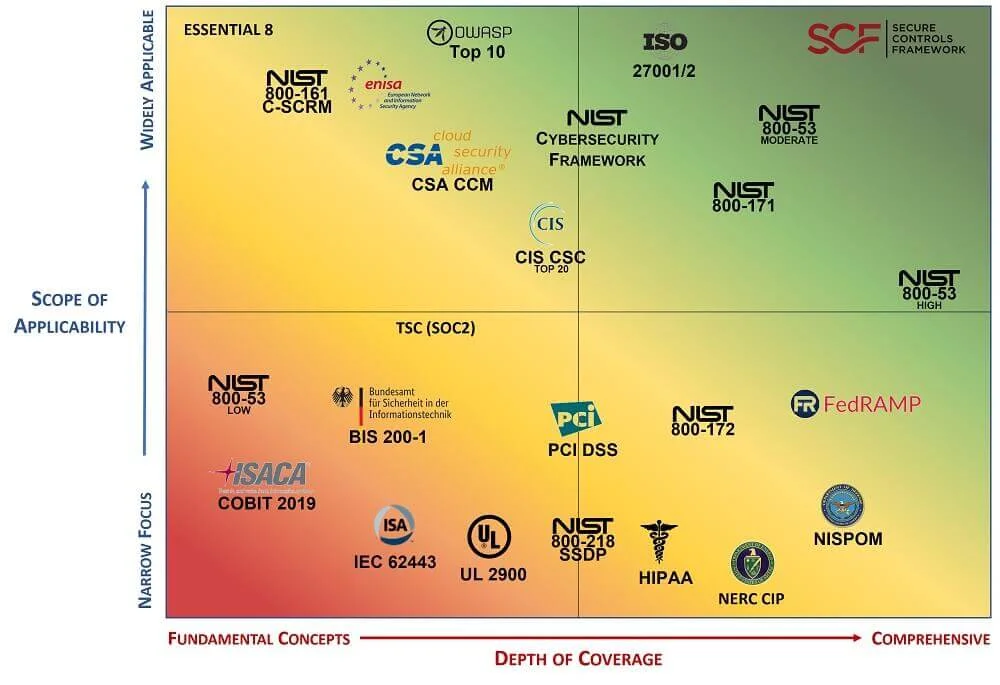 ESSENTIAL 8
OWASP
Top 10
ISO
27001/2
SCF
SECURE
CONTROLS
FRAMEWORK
NIST
800-161
C-SCRM
enisa
European Network
and Information
Security Agency
NIST
CYBERSECURITY
FRAMEWORK
NIST
800-53
MODERATE
CSA
cloud
security
alliance®
CSA CCM
NIST
800-171
CIS
CIS CSC
TOP 20
NIST
800-53
HIGH
TSC (SOC2)
NIST
800-53
LOW
Bundesamt
für Sicherheit in der
Informationstechnik
BIS 200-1
PCI
PCI DSS
NIST
800-172
FR
FedRAMP
ISACA
COBIT 2019
ISA
IEC 62443
UL
UL 2900
NIST
800-218
SSDP
HIPAA
NERC CIP
NISPOM
WIDELY APPLICABLE
SCOPE OF
APPLICABILITY
NARROW FOCUS
FUNDAMENTAL CONCEPTS
COMPREHENSIVE
DEPTH OF COVERAGE